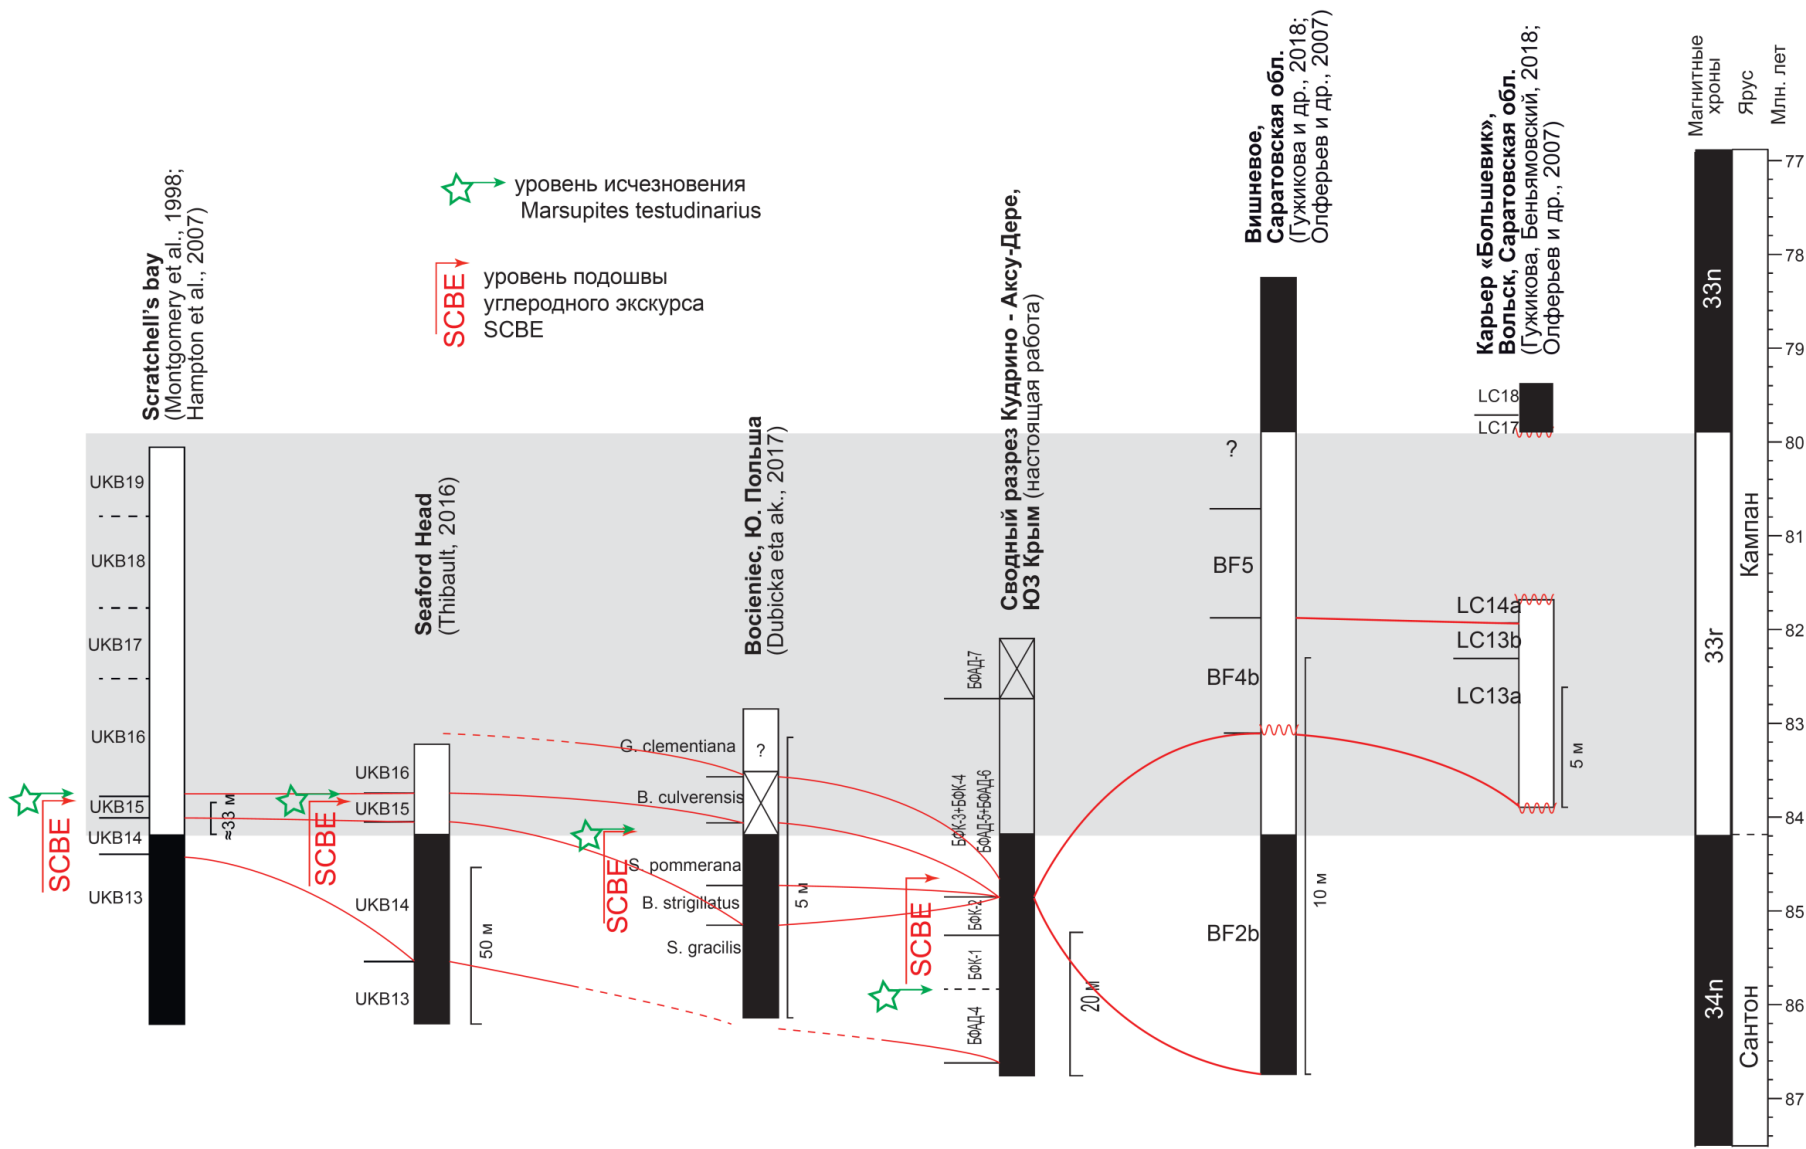 Scratchell's bay
(Montgomery et al., 1998;
Hampton et al., 2007)
UKB19
UKB18
UKB17
UKB16
UKB15
UKB14
UKB13
SCBE
≈33 м
уровень исчезновения
Marsupites testudinarius
SCBE
уровень подошвы
углеродного экскурса
SCBE
Seaford Head
(Thibault, 2016)
UKB16
UKB15
UKB14
UKB13
SCBE
50 м
Bocieniec, Ю. Польша
(Dubicka eta ak., 2017)
G. clementiana
?
B. culverensis
S. pommerana
B. strigillatus
S. gracilis
SCBE
5 м
Сводный разрез Кудрино - Аксу-Дере,
ЮЗ Крым (настоящая работа)
БФАД-7
БФК-3+БФК-4
БФАД-5+БФАД-6
БФК-2
БФК-1
БФАД-4
SCBE
20 м
Вишневое,
Саратовская обл.
(Гужикова и др., 2018;
Олферьев и др., 2007)
?
BF5
BF4b
BF2b
10 м
Карьер «Большевик»,
Вольск, Саратовская обл.
(Гужикова, Беньямовский, 2018;
Олферьев и др., 2007)
LC18
LC17
LC14a
LC13b
LC13a
5 м
Магнитные
хроны
Ярус
Млн. лет
33n
33r
34n
Кампан
Сантон
77
78
79
80
81
82
83
84
85
86
87